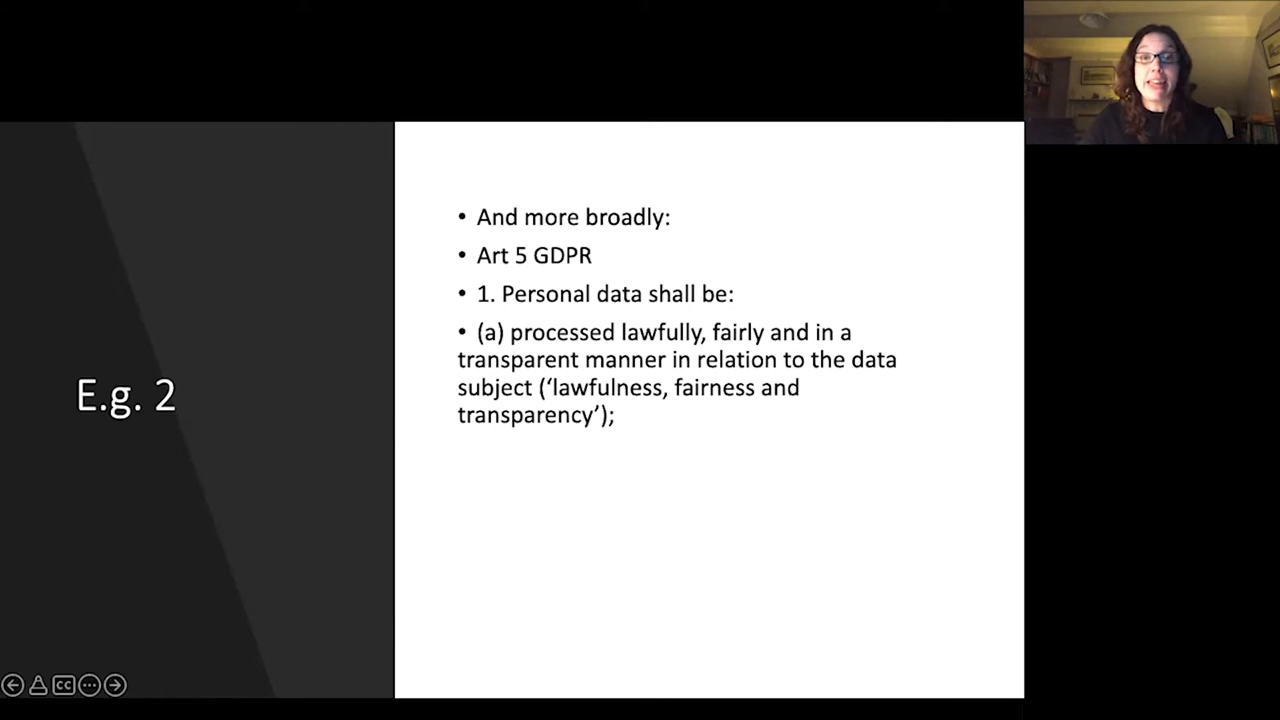 E.g. 2
• And more broadly:
• Art 5 GDPR
• 1. Personal data shall be:
• (a) processed lawfully, fairly and in a
transparent manner in relation to the data
subject (‘lawfulness, fairness and
transparency’);
CC